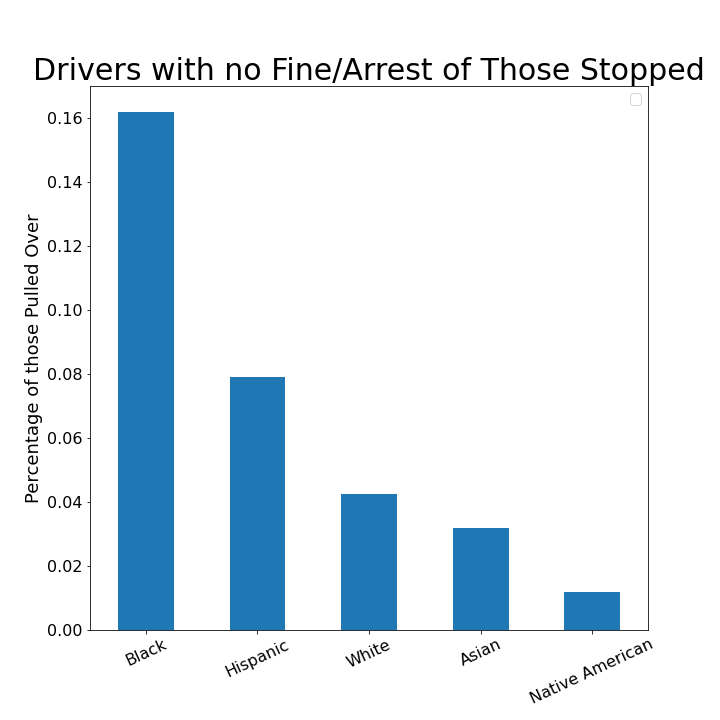 Drivers with no Fine/Arrest of Those Stopped
Percentage of those Pulled Over
0.16
0.14
0.12
0.10
0.08
0.06
0.04
0.02
0.00
Black
Hispanic
White
Asian
Native American